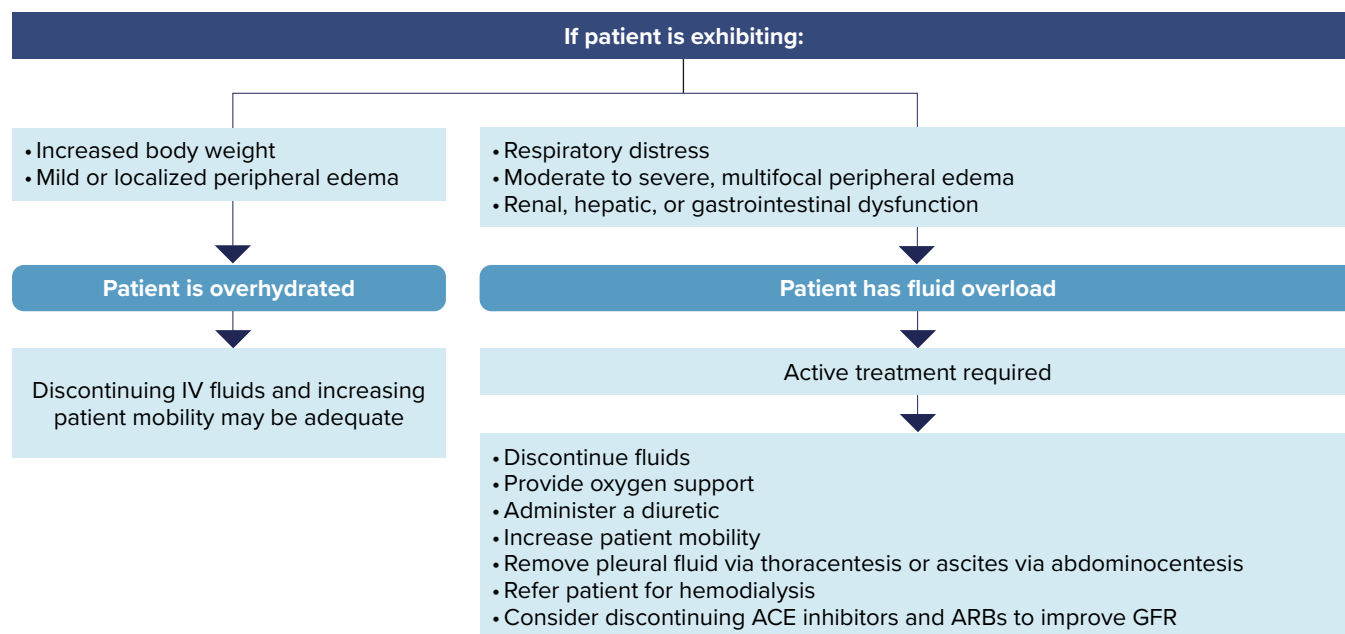 If patient is exhibiting:
• Increased body weight
• Mild or localized peripheral edema
• Respiratory distress
• Moderate to severe, multifocal peripheral edema
• Renal, hepatic, or gastrointestinal dysfunction
Patient is overhydrated
Patient has fluid overload
Discontinuing IV fluids and increasing
patient mobility may be adequate
Active treatment required
• Discontinue fluids
• Provide oxygen support
• Administer a diuretic
• Increase patient mobility
• Remove pleural fluid via thoracentesis or ascites via abdominocentesis
• Refer patient for hemodialysis
• Consider discontinuing ACE inhibitors and ARBs to improve GFR